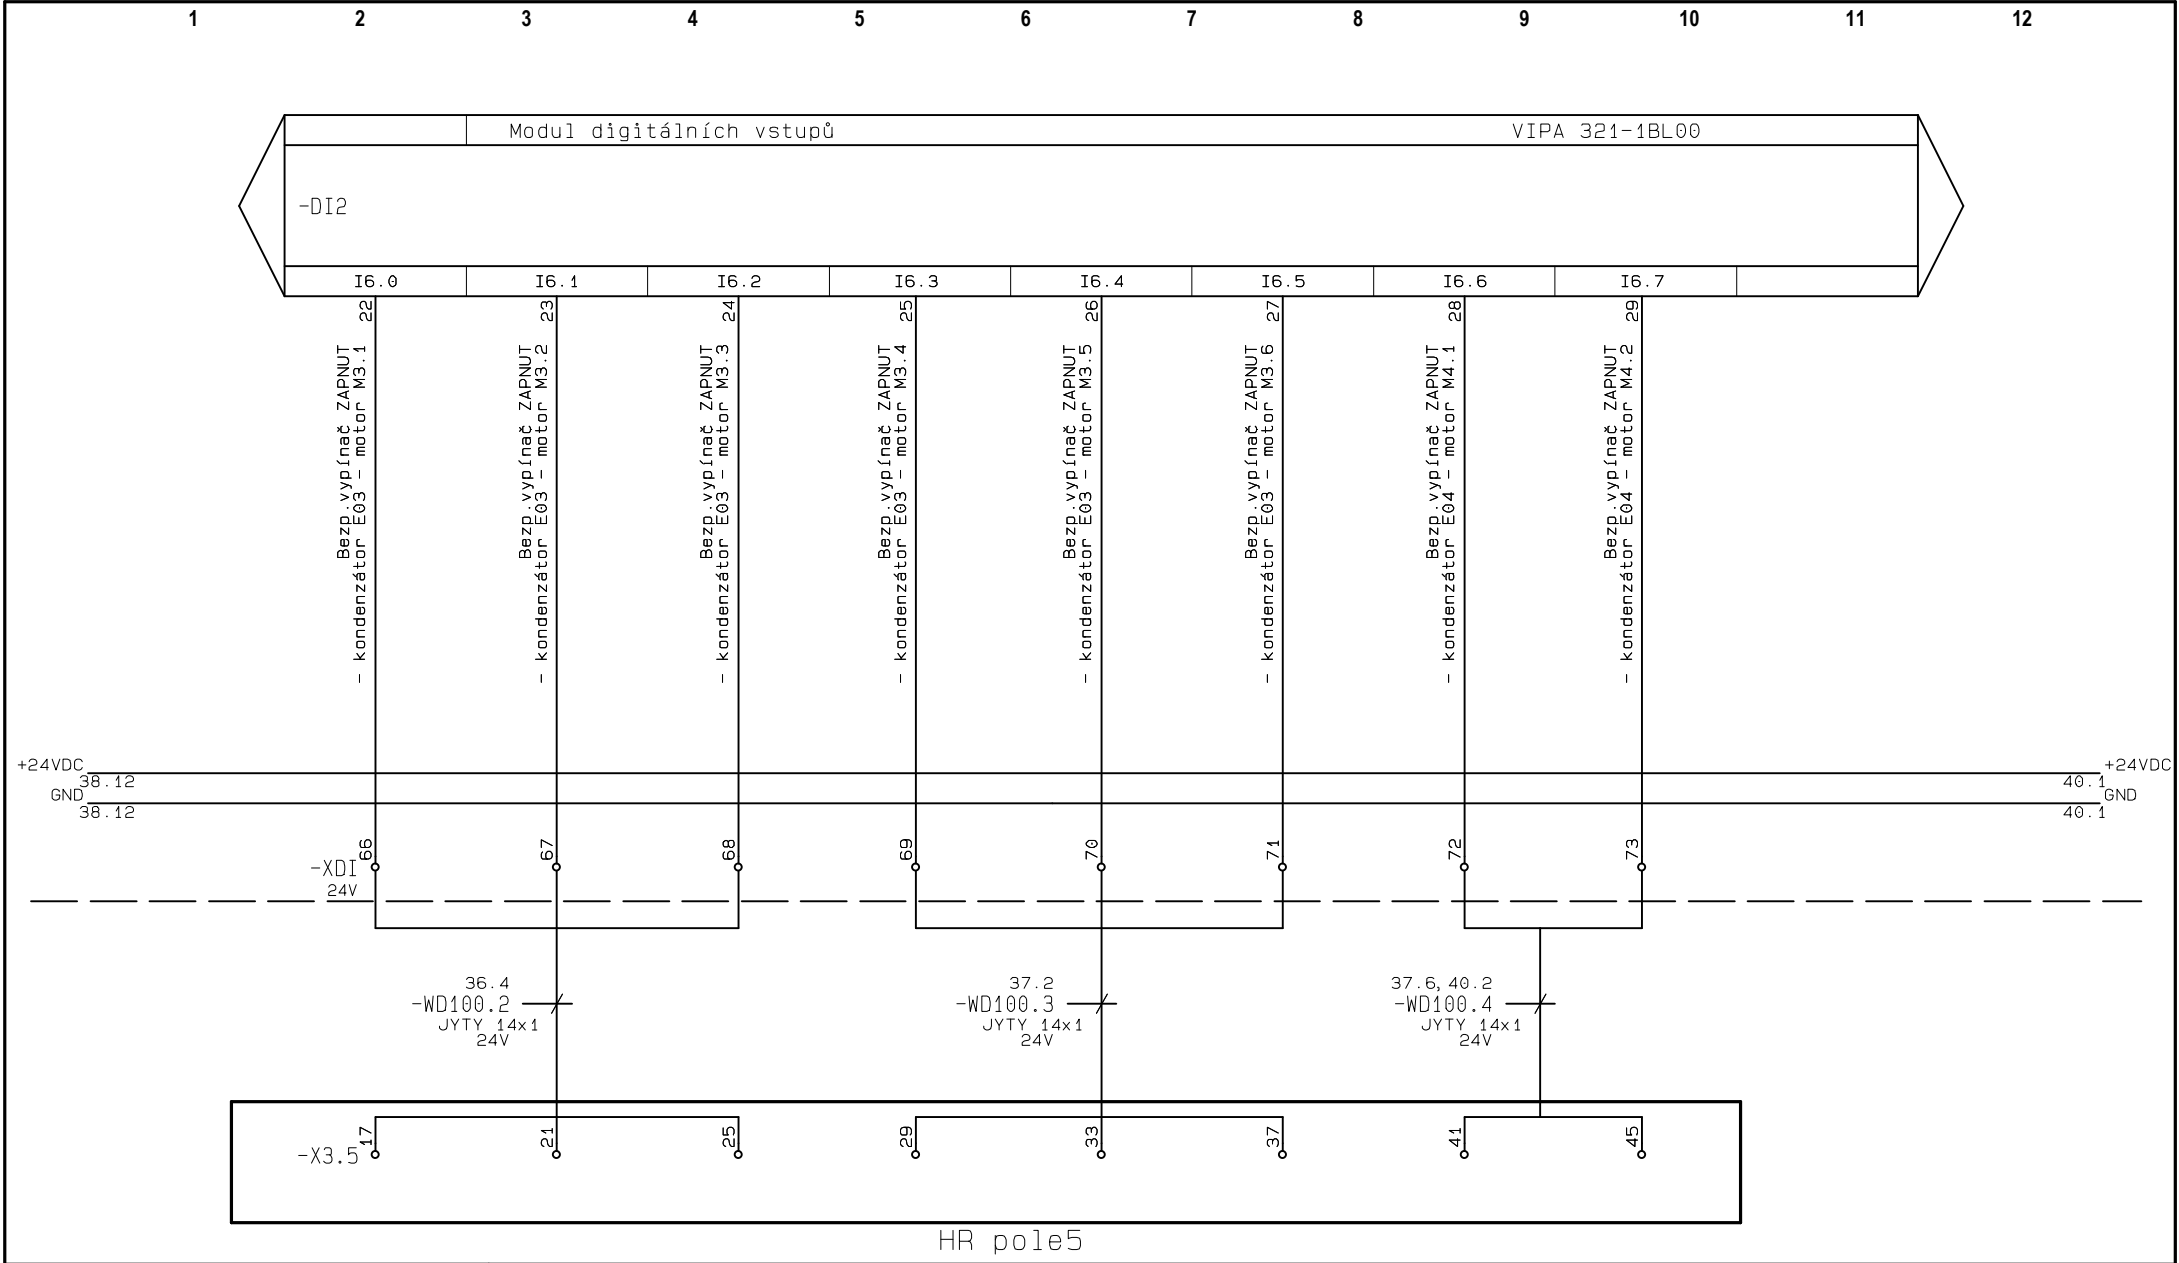 1 2 3 4 5 6 7 8 9 10 11 12
Modul digitálních vstupů VIPA 321-1BL00
-DI2
I6.0 I6.1 I6.2 I6.3 I6.4 I6.5 I6.6 I6.7
22 23 24 25 26 27 28 29
Bezp.vypínač ZAPNUT
- kondenzátor E03 - motor M3.1
Bezp.vypínač ZAPNUT
- kondenzátor E03 - motor M3.2
Bezp.vypínač ZAPNUT
- kondenzátor E03 - motor M3.3
Bezp.vypínač ZAPNUT
- kondenzátor E03 - motor M3.4
Bezp.vypínač ZAPNUT
- kondenzátor E03 - motor M3.5
Bezp.vypínač ZAPNUT
- kondenzátor E03 - motor M3.6
Bezp.vypínač ZAPNUT
- kondenzátor E04 - motor M4.1
Bezp.vypínač ZAPNUT
- kondenzátor E04 - motor M4.2
+24VDC +24VDC
38.12 40.1
GND GND
38.12 40.1
66 67 68 69 70 71 72 73
-XDI
24V
36.4 37.2 37.6,40.2
-WD100.2 -WD100.3 -WD100.4
JYTY 14x1 JYTY 14x1 JYTY 14x1
24V 24V 24V
17 21 25 29 33 37 41 45
-X3.5
HR pole5